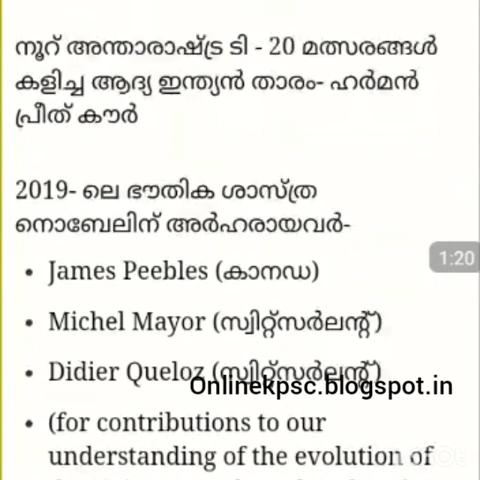 നൂറ് അന്താരാഷ്ട്ര ടി - 20 മത്സരങ്ങൾ
കളിച്ച ആദ്യ ഇന്ത്യൻ താരം- ഹർമൻ
പ്രീത് കൗർ
2019- ലെ ഭൗതിക ശാസ്ത്ര
നൊബേലിന് അർഹരായവർ-
1:20
• James Peebles (കാനഡ)
• Michel Mayor (സ്വിറ്റ്സർലന്റ്)
• Didier Queloz (സ്വിറ്റ്സർലന്റ്)
Onlinekpsc.blogspot.in
• (for contributions to our
understanding of the evolution of